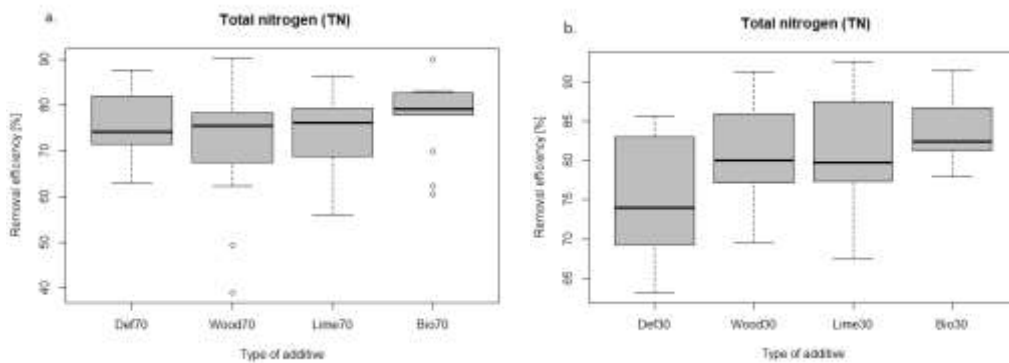 a.
Total nitrogen (TN)
Removal efficiency [%]
90
80
70
60
50
40
Def70 Wood70 Lime70 Bio70
Type of additive
b.
Total nitrogen (TN)
Removal efficiency [%]
90
85
80
75
70
65
Def30 Wood30 Lime30 Bio30
Type of additive